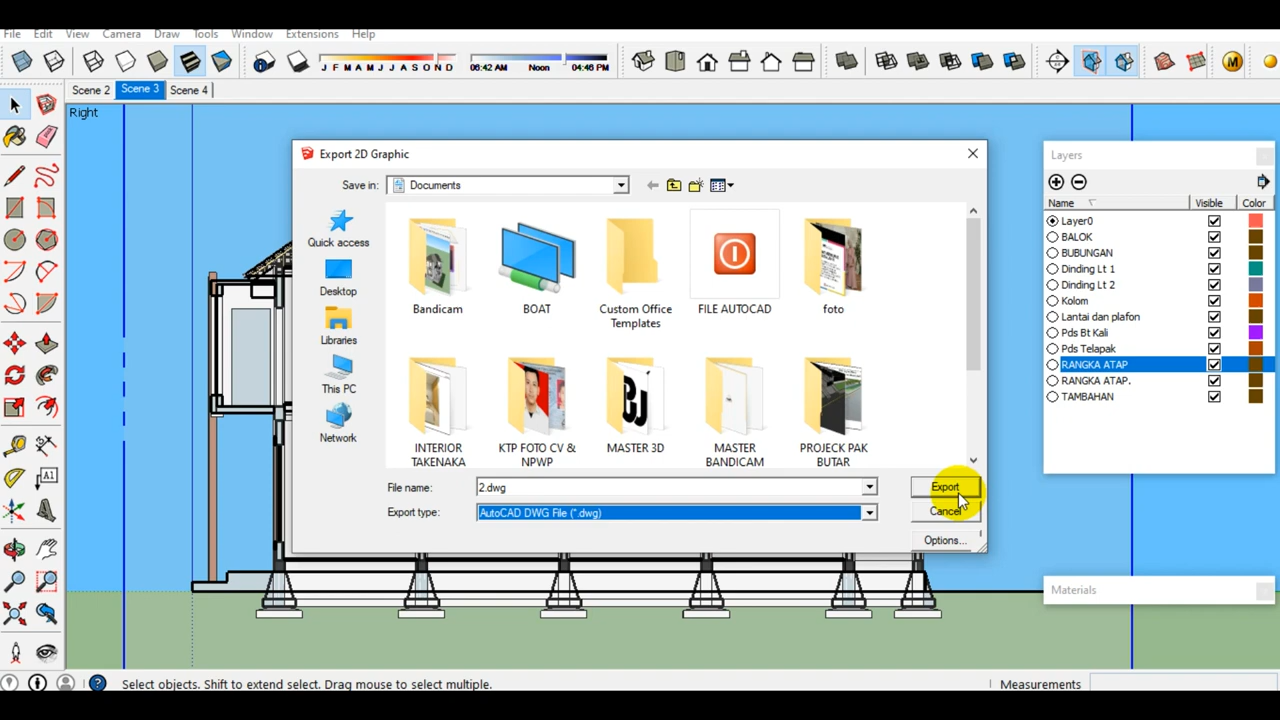 File Edit View Camera Draw Tools Window Extensions Help
J F M A M J J A S O N D 06:42 AM Noon 04:46 PM
M
Scene 2 Scene 3 Scene 4
Right
Export 2D Graphic
Save in: Documents
Quick access
Desktop
Libraries
This PC
Network
Bandicam
BOAT
Custom Office
Templates
FILE AUTOCAD
foto
INTERIOR
TAKENAKA
KTP FOTO CV &
NPWP
MASTER 3D
MASTER
BANDICAM
PROJECK PAK
BUTAR
File name: 2.dwg
Export type: AutoCAD DWG File (*.dwg)
Export
Cancel
Options...
Layers
Name Visible Color
Layer0
BALOK
BUBUNGAN
Dinding Lt 1
Dinding Lt 2
Kolom
Lantai dan plafon
Pds Bt Kali
Pds Telapak
RANGKA ATAP
RANGKA ATAP.
TAMBAHAN
Materials
A1
Select objects. Shift to extend select. Drag mouse to select multiple.
Measurements